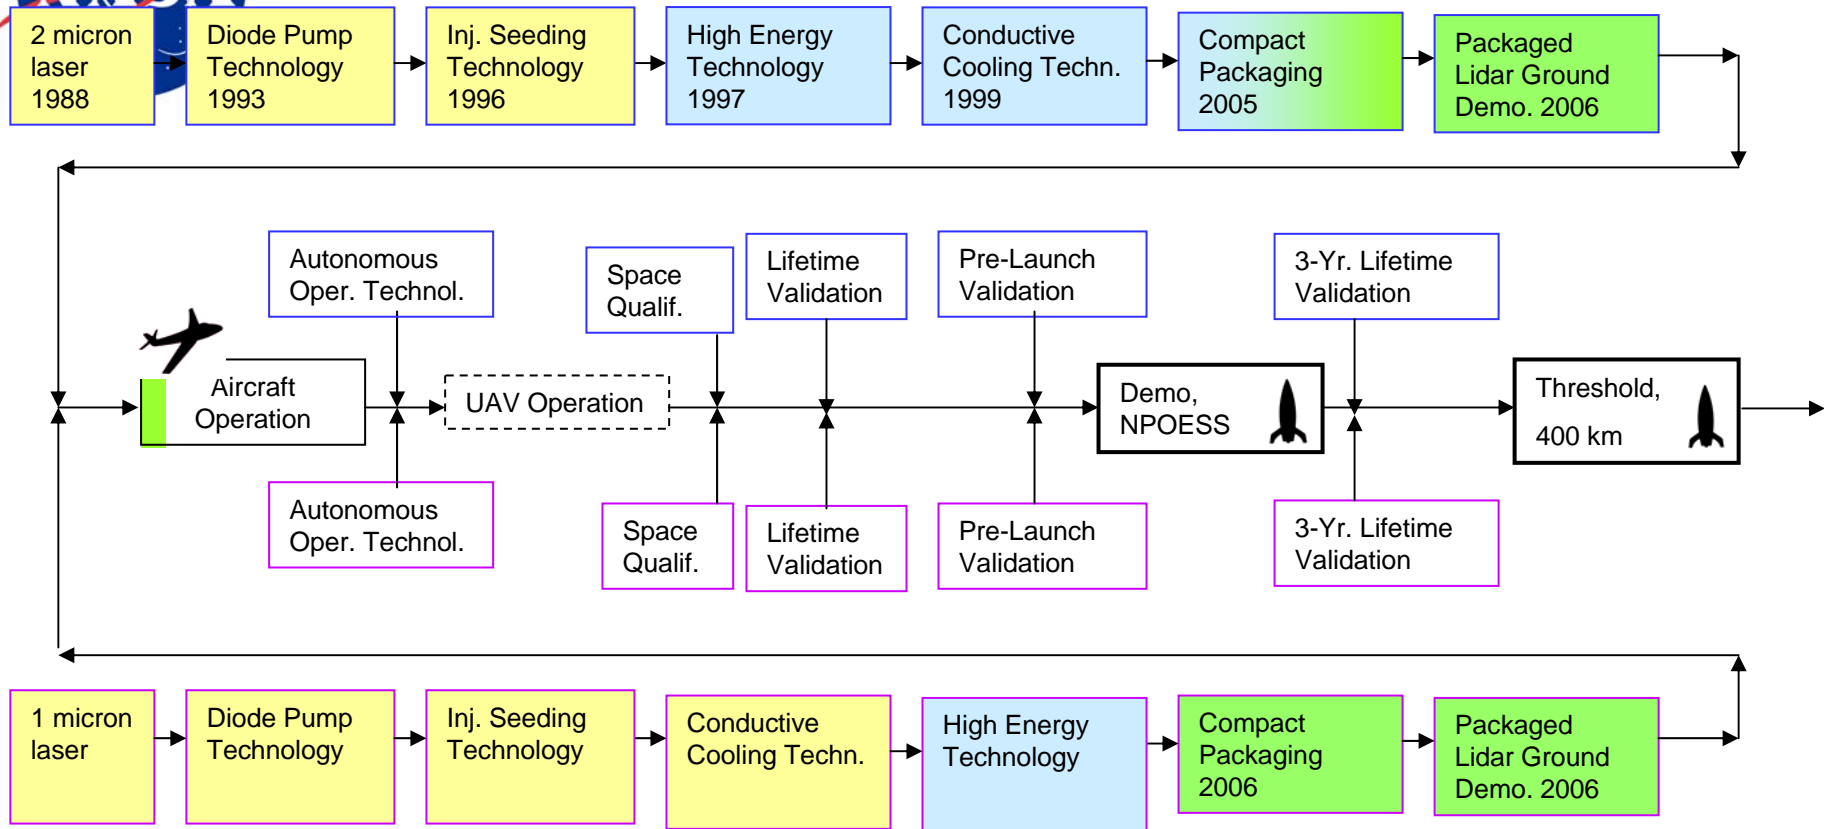 2 micron
laser
1988
Diode Pump
Technology
1993
Inj. Seeding
Technology
1996
High Energy
Technology
1997
Conductive
Cooling Techn.
1999
Compact
Packaging
2005
Packaged
Lidar Ground
Demo. 2006
Autonomous
Oper. Technol.
Space
Qualif.
Lifetime
Validation
Pre-Launch
Validation
3-Yr. Lifetime
Validation
Aircraft
Operation
UAV Operation
Demo,
NPOESS
Threshold,
400 km
Autonomous
Oper. Technol.
Space
Qualif.
Lifetime
Validation
Pre-Launch
Validation
3-Yr. Lifetime
Validation
1 micron
laser
Diode Pump
Technology
Inj. Seeding
Technology
Conductive
Cooling Techn.
High Energy
Technology
Compact
Packaging
2006
Packaged
Lidar Ground
Demo. 2006